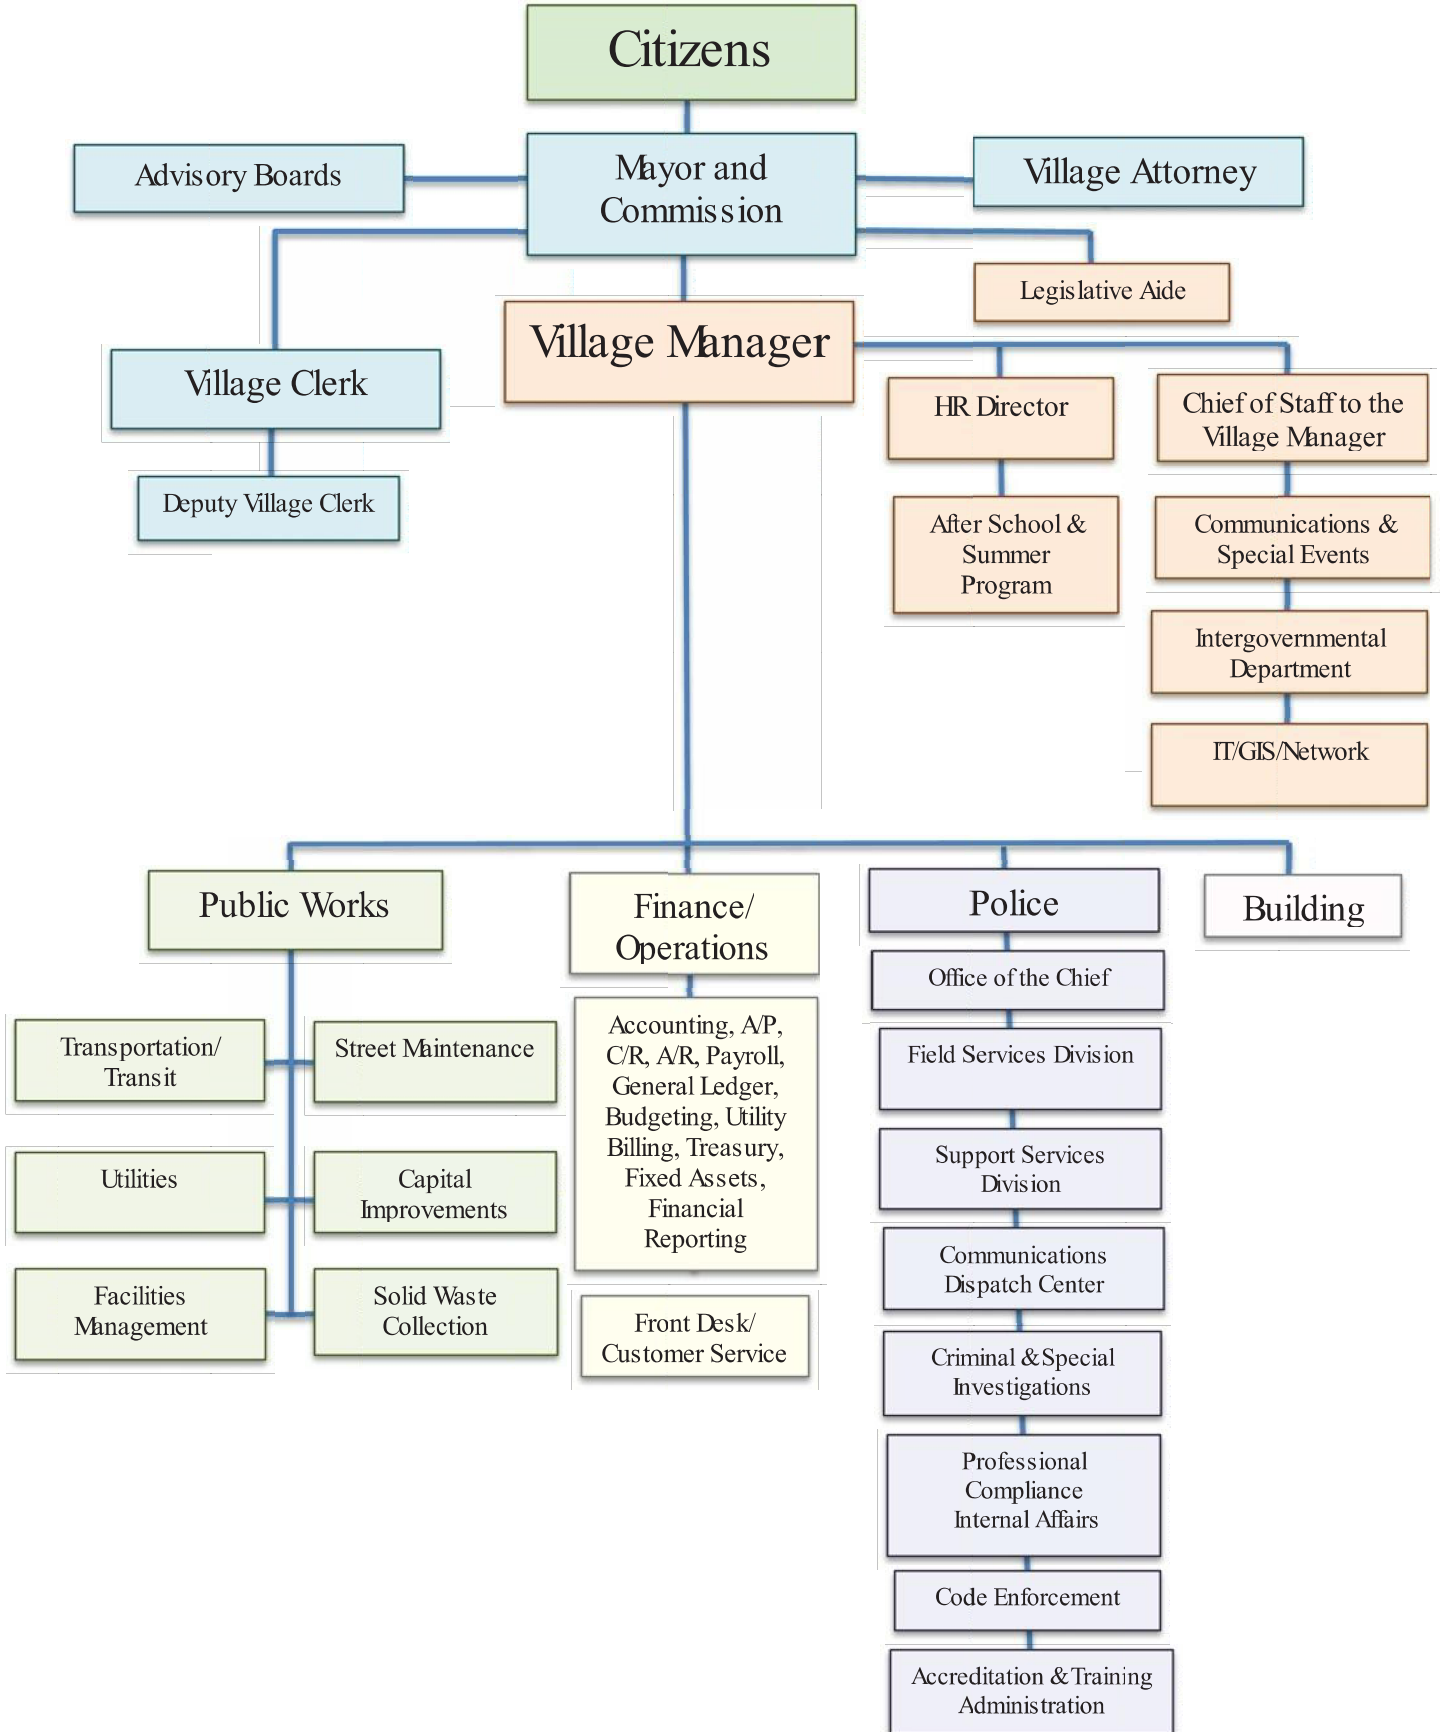 Citizens
Advisory Boards
Mayor and
Commission
Village Attorney
Legislative Aide
Village Manager
Village Clerk
Deputy Village Clerk
HR Director
After School &
Summer
Program
Chief of Staff to the
Village Manager
Communications &
Special Events
Intergovernmental
Department
IT/GIS/Network
Public Works
Transportation/
Transit
Street Maintenance
Utilities
Capital
Improvements
Facilities
Management
Solid Waste
Collection
Finance/
Operations
Accounting, A/P,
C/R, A/R, Payroll,
General Ledger,
Budgeting, Utility
Billing, Treasury,
Fixed Assets,
Financial
Reporting
Front Desk/
Customer Service
Police
Office of the Chief
Field Services Division
Support Services
Division
Communications
Dispatch Center
Criminal & Special
Investigations
Professional
Compliance
Internal Affairs
Code Enforcement
Accreditation & Training
Administration
Building